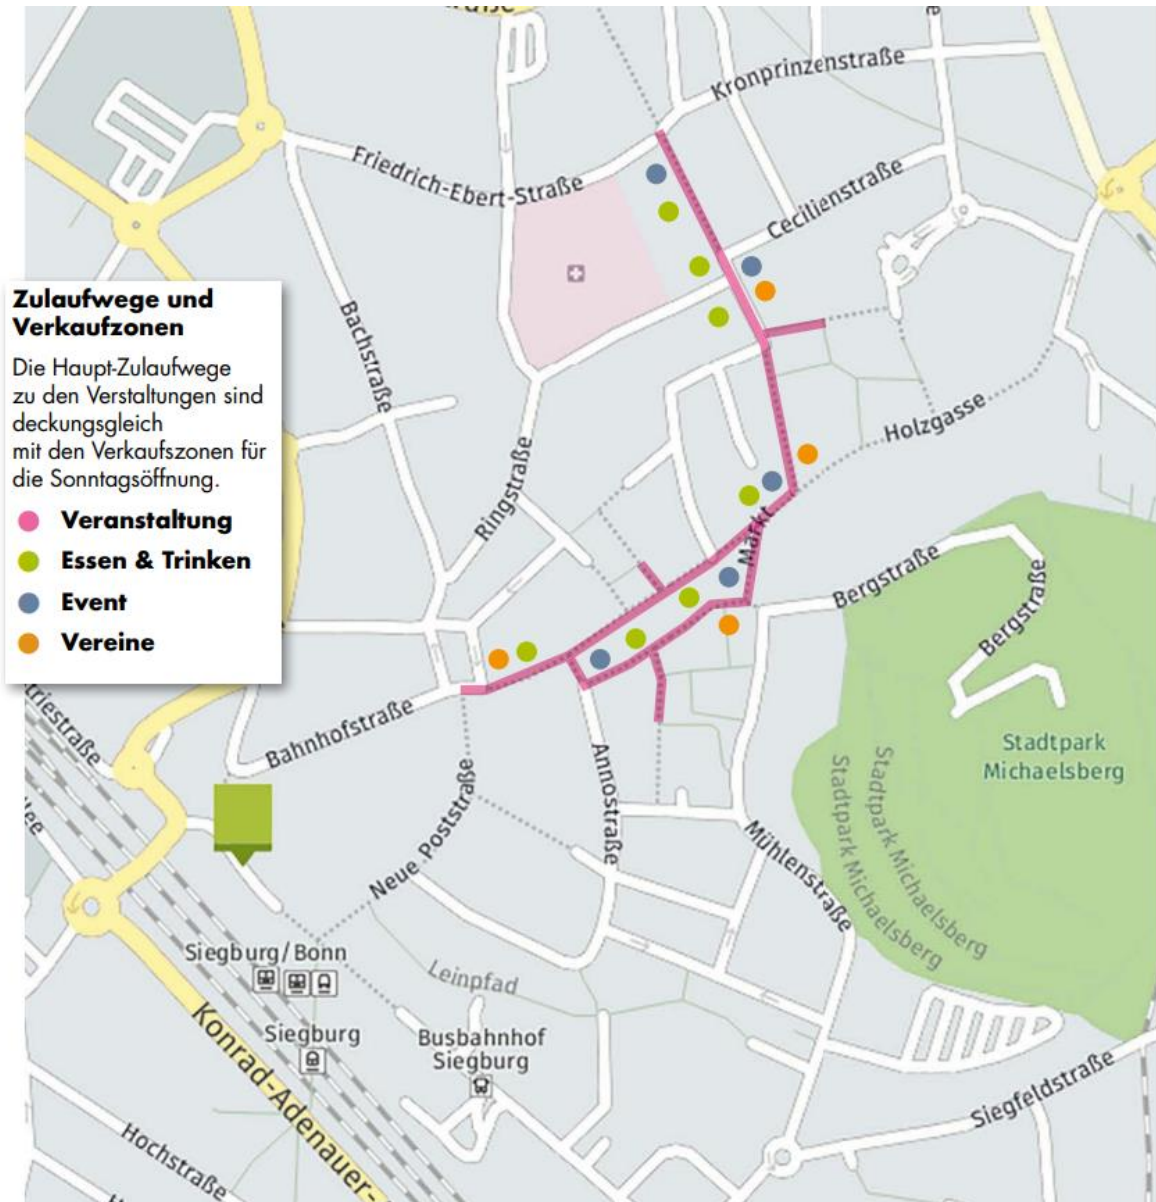 Kronprinzenstraße
Friedrich-Ebert-Straße
Cecilienstraße
Zulaufwege und
Verkaufzonen
Die Haupt-Zulaufwege
zu den Verstaltungen sind
deckungsgleich
mit den Verkaufszonen für
die Sonntagsöffnung.
Veranstaltung
Essen & Trinken
Event
Vereine
Bachstraße
Ringstraße
Holzgasse
Markt
Bergstraße
Bergstraße
Bahnhofstraße
Annostraße
Neue Poststraße
Mühlenstraße
Stadtpark
Michaelsberg
Stadtpark Michaelsberg
Stadtpark Michaelsberg
Siegburg/Bonn
Leinpfad
Siegburg
Busbahnhof
Siegburg
Konrad-Adenauer-
Siegfeldstraße
Hochstraße